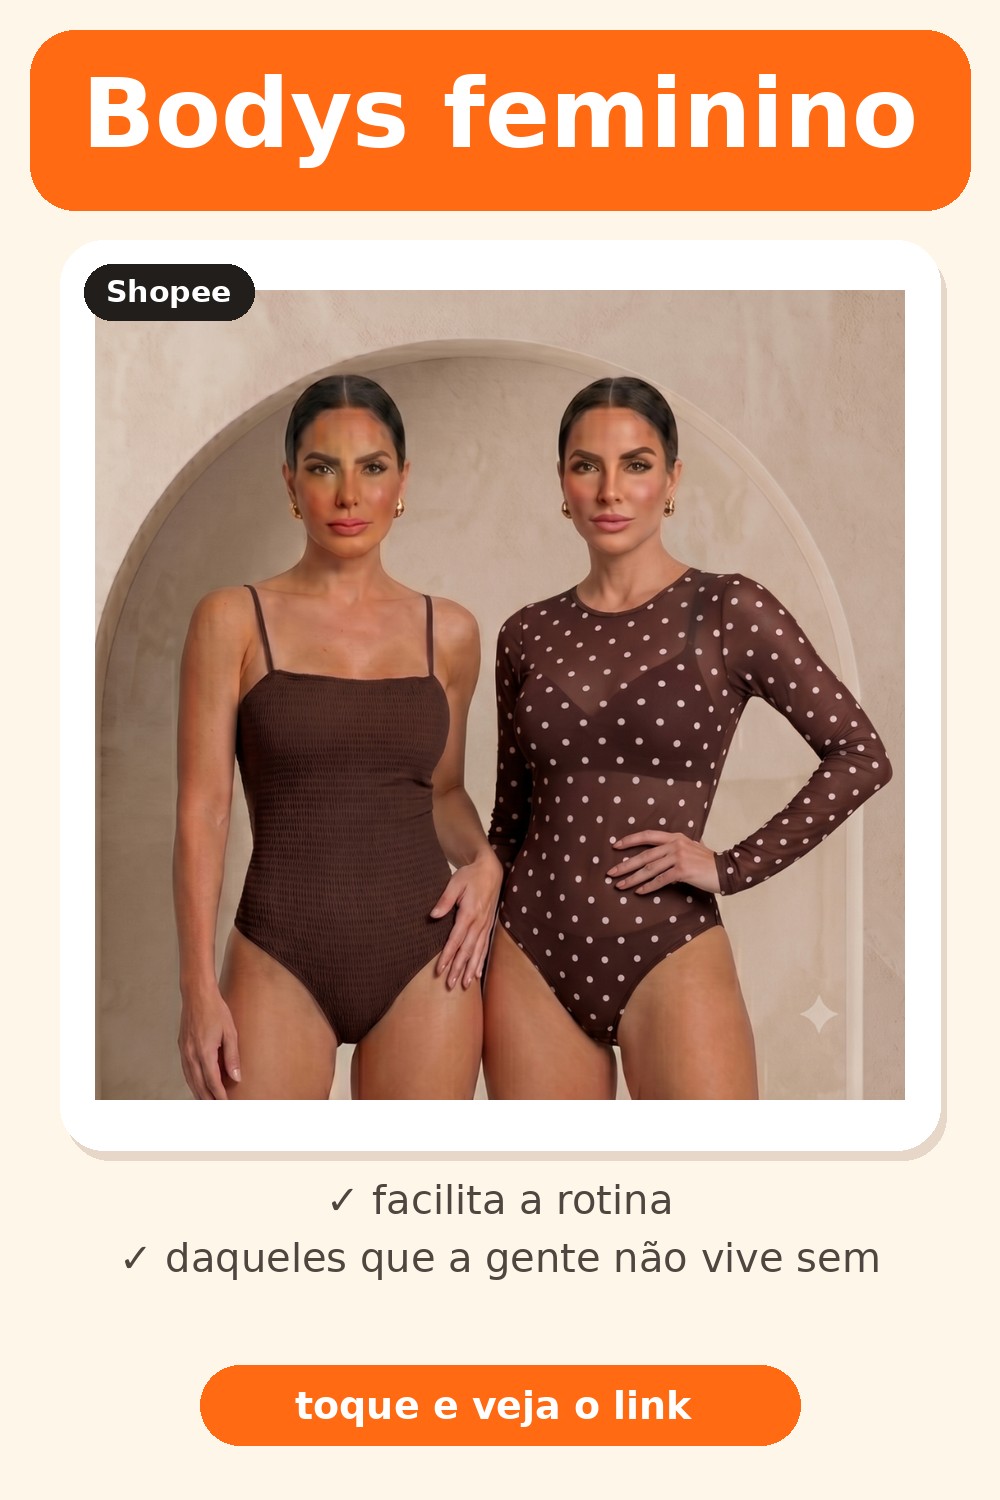 Bodys feminino
Shopee
✓ facilita a rotina
✓ daqueles que a gente não vive sem
toque e veja o link